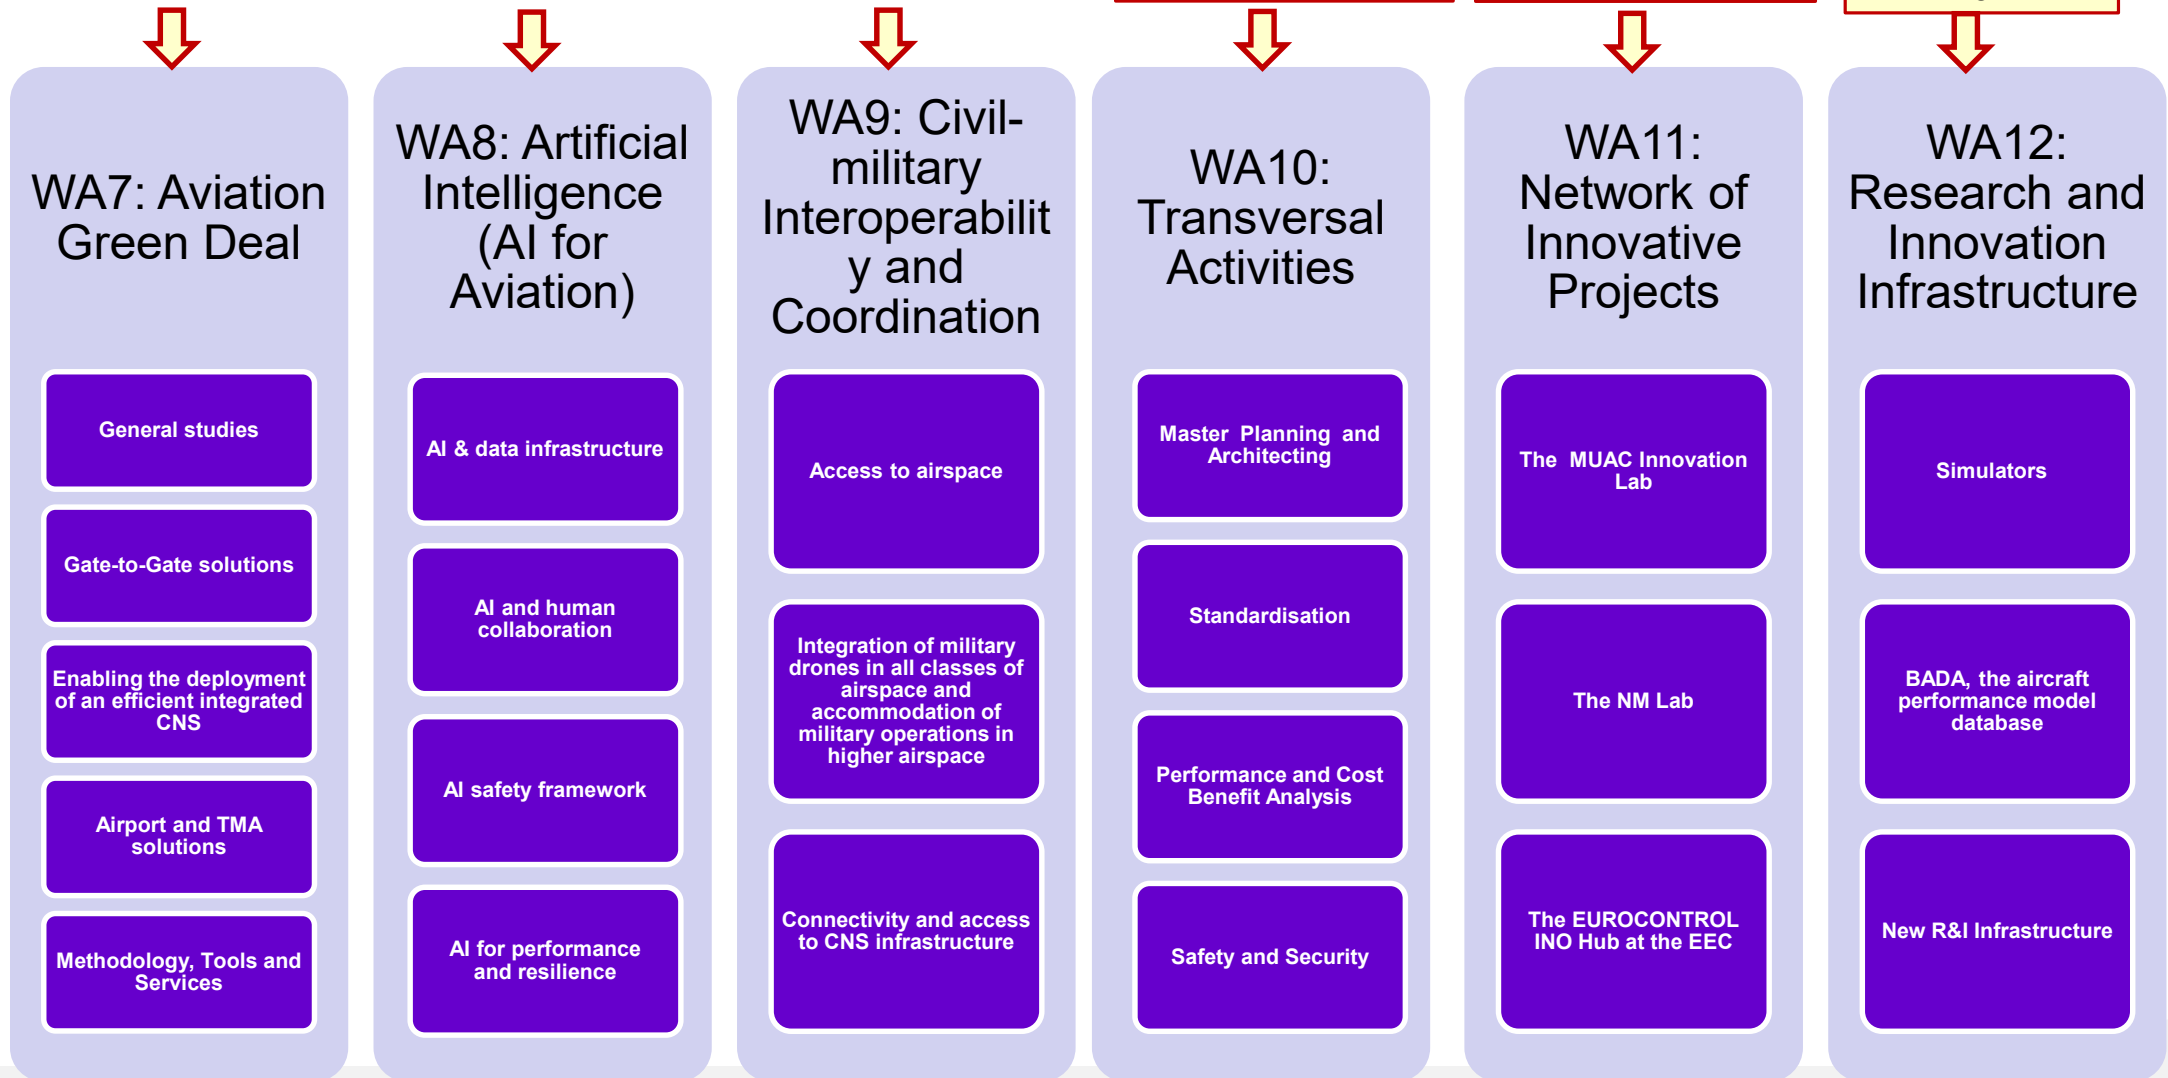 WA7: Aviation
Green Deal
General studies
Gate-to-Gate solutions
Enabling the deployment
of an efficient integrated
CNS
Airport and TMA
solutions
Methodology, Tools and
Services
WA8: Artificial
Intelligence
(AI for
Aviation)
AI & data infrastructure
AI and human
collaboration
AI safety framework
AI for performance
and resilience
WA9: Civil-
military
Interoperabilit
y and
Coordination
Access to airspace
Integration of military
drones in all classes of
airspace and
accommodation of
military operations in
higher airspace
Connectivity and access
to CNS infrastructure
WA10:
Transversal
Activities
Master Planning and
Architecting
Standardisation
Performance and Cost
Benefit Analysis
Safety and Security
WA11:
Network of
Innovative
Projects
The MUAC Innovation
Lab
The NM Lab
The EUROCONTROL
INO Hub at the EEC
WA12:
Research and
Innovation
Infrastructure
Simulators
BADA, the aircraft
performance model
database
New R&I Infrastructure